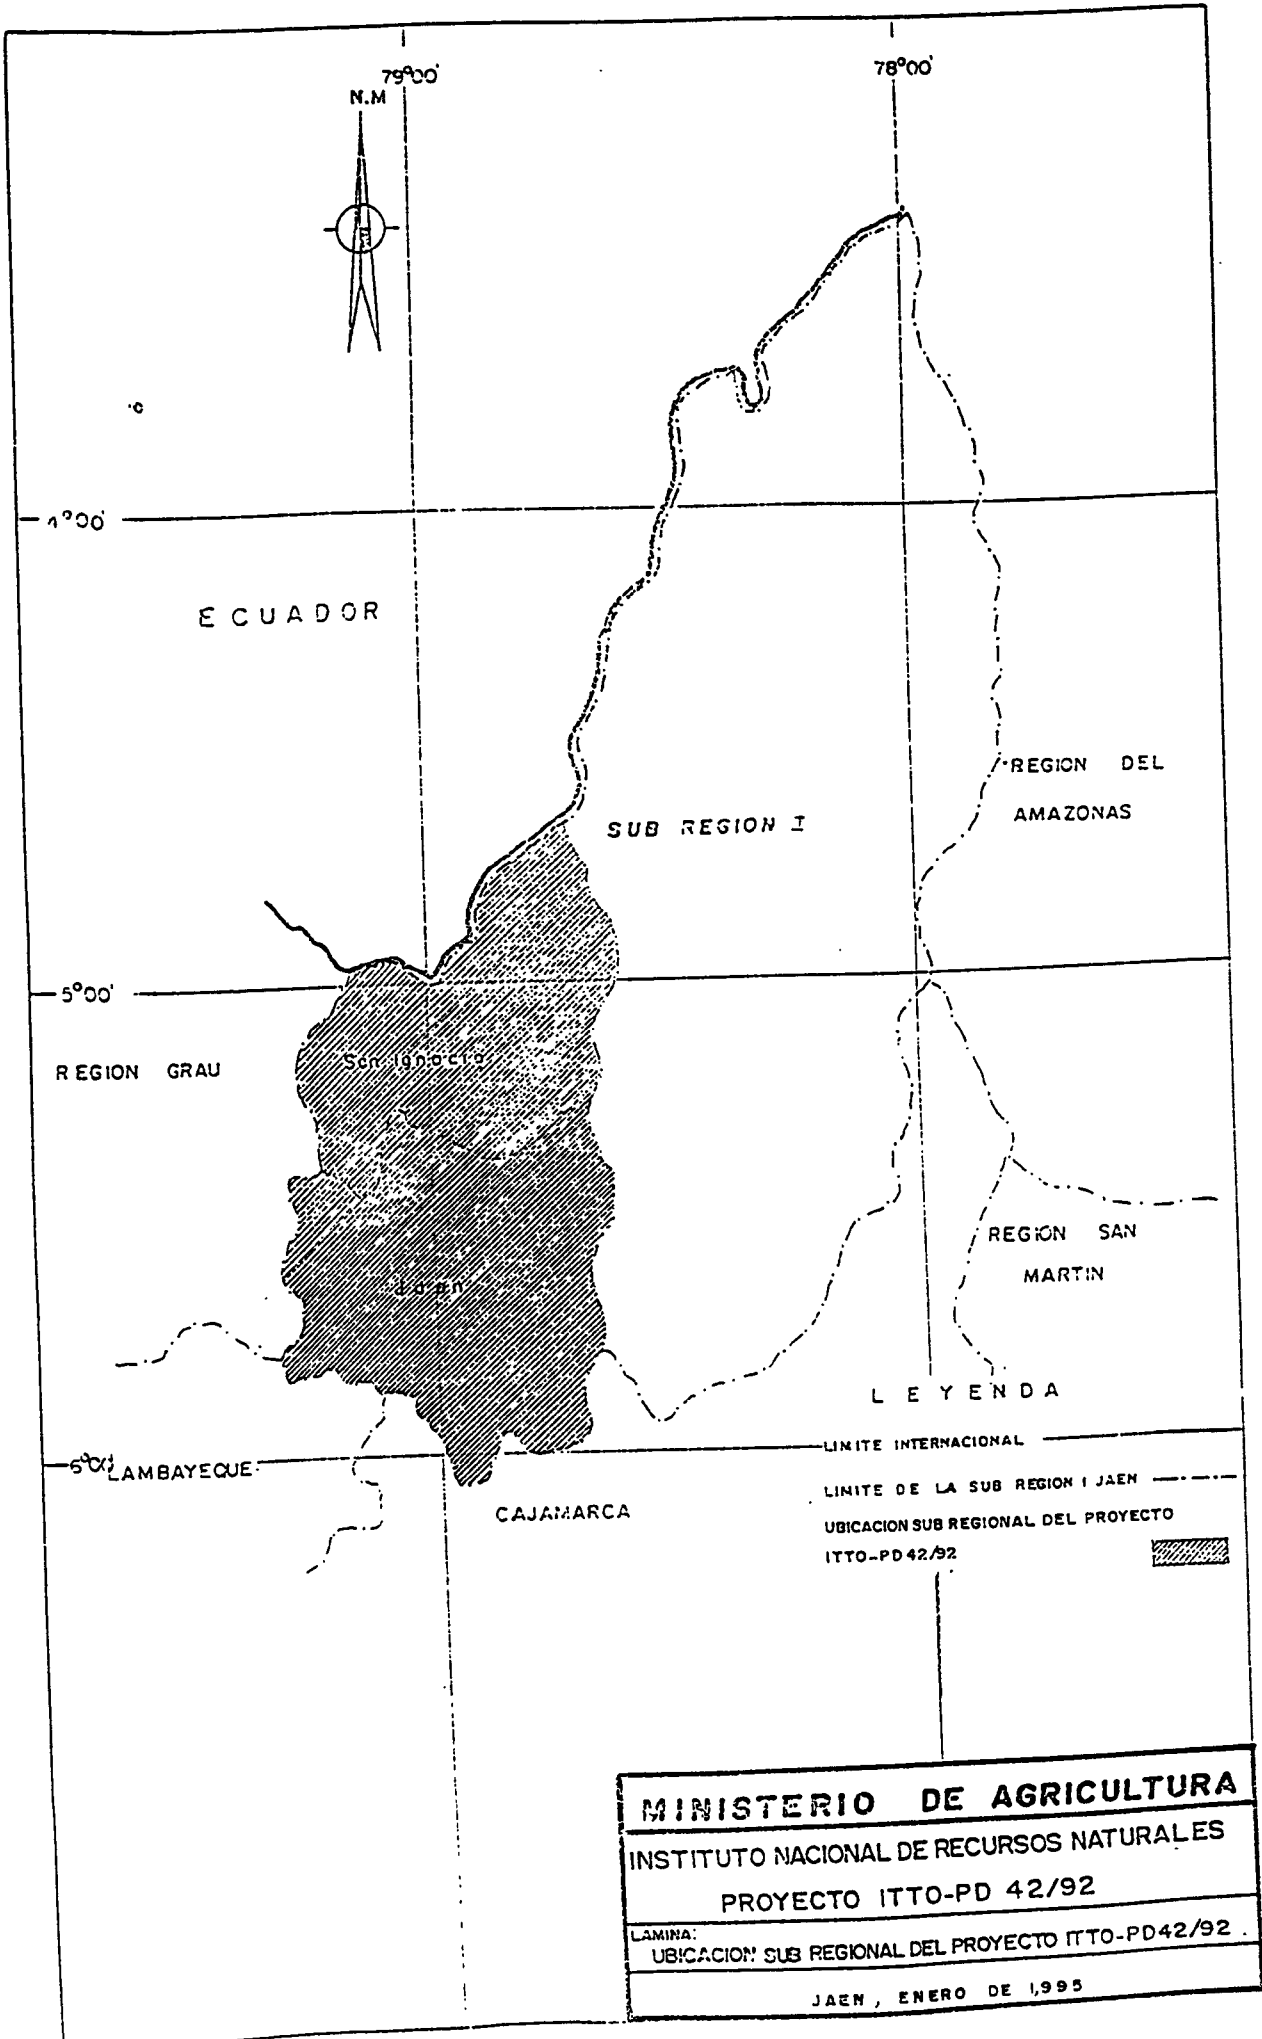 79°00'
78°00'
N.M
4°00'
ECUADOR
REGION DEL
AMAZONAS
SUB REGION I
5°00'
REGION GRAU
San Ignacio
REGION SAN
MARTIN
Jaen
LEYENDA
LIMITE INTERNACIONAL
6°00'
LAMBAYEQUE
LIMITE DE LA SUB REGION I JAEN
CAJAMARCA
UBICACION SUB REGIONAL DEL PROYECTO
ITTO-PD 42/92
MINISTERIO DE AGRICULTURA
INSTITUTO NACIONAL DE RECURSOS NATURALES
PROYECTO ITTO-PD 42/92
LAMINA:
UBICACION SUB REGIONAL DEL PROYECTO ITTO-PD42/92.
JAEN, ENERO DE 1,995